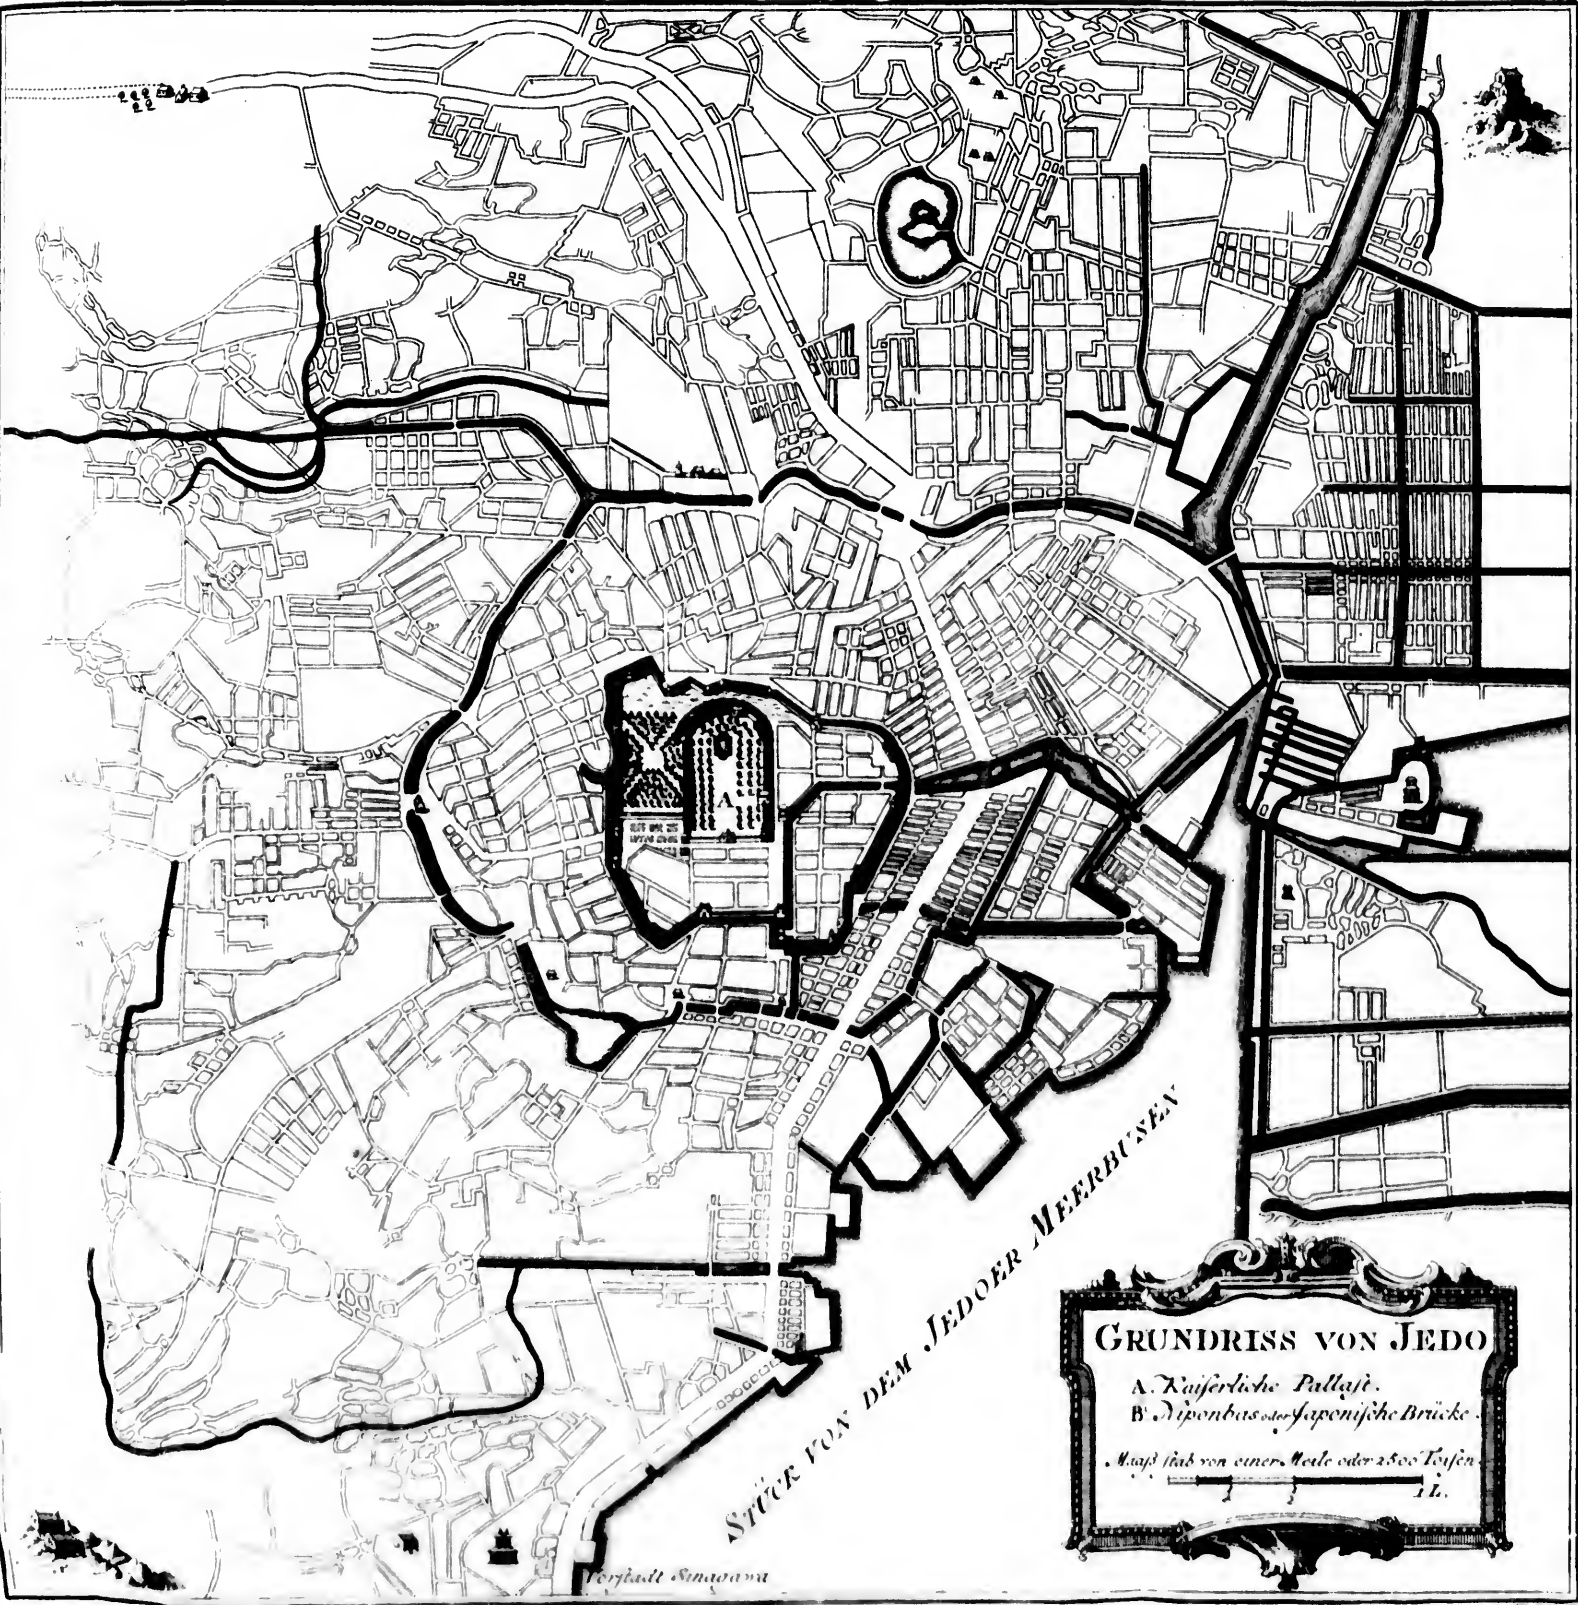 A
STÜCK VON DEM JEDOER MEERBUSEN
GRUNDRISS VON JEDO
A. Kaiserliche Pallast.
B. Niponbas oder Japonische Brücke.
Maaß stab von einer Meile oder 2500 Toisen.
1 L.
Vorstadt Sinagawa